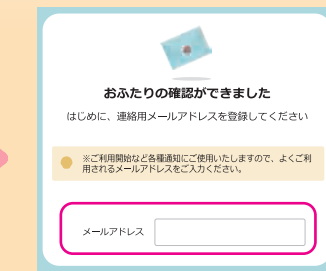 おふたりの確認ができました
はじめに、連絡用メールアドレスを登録してください
※ご利用開始など各種通知にご使用いたしますので、よくご利
用されるメールアドレスをご入力ください。
メールアドレス